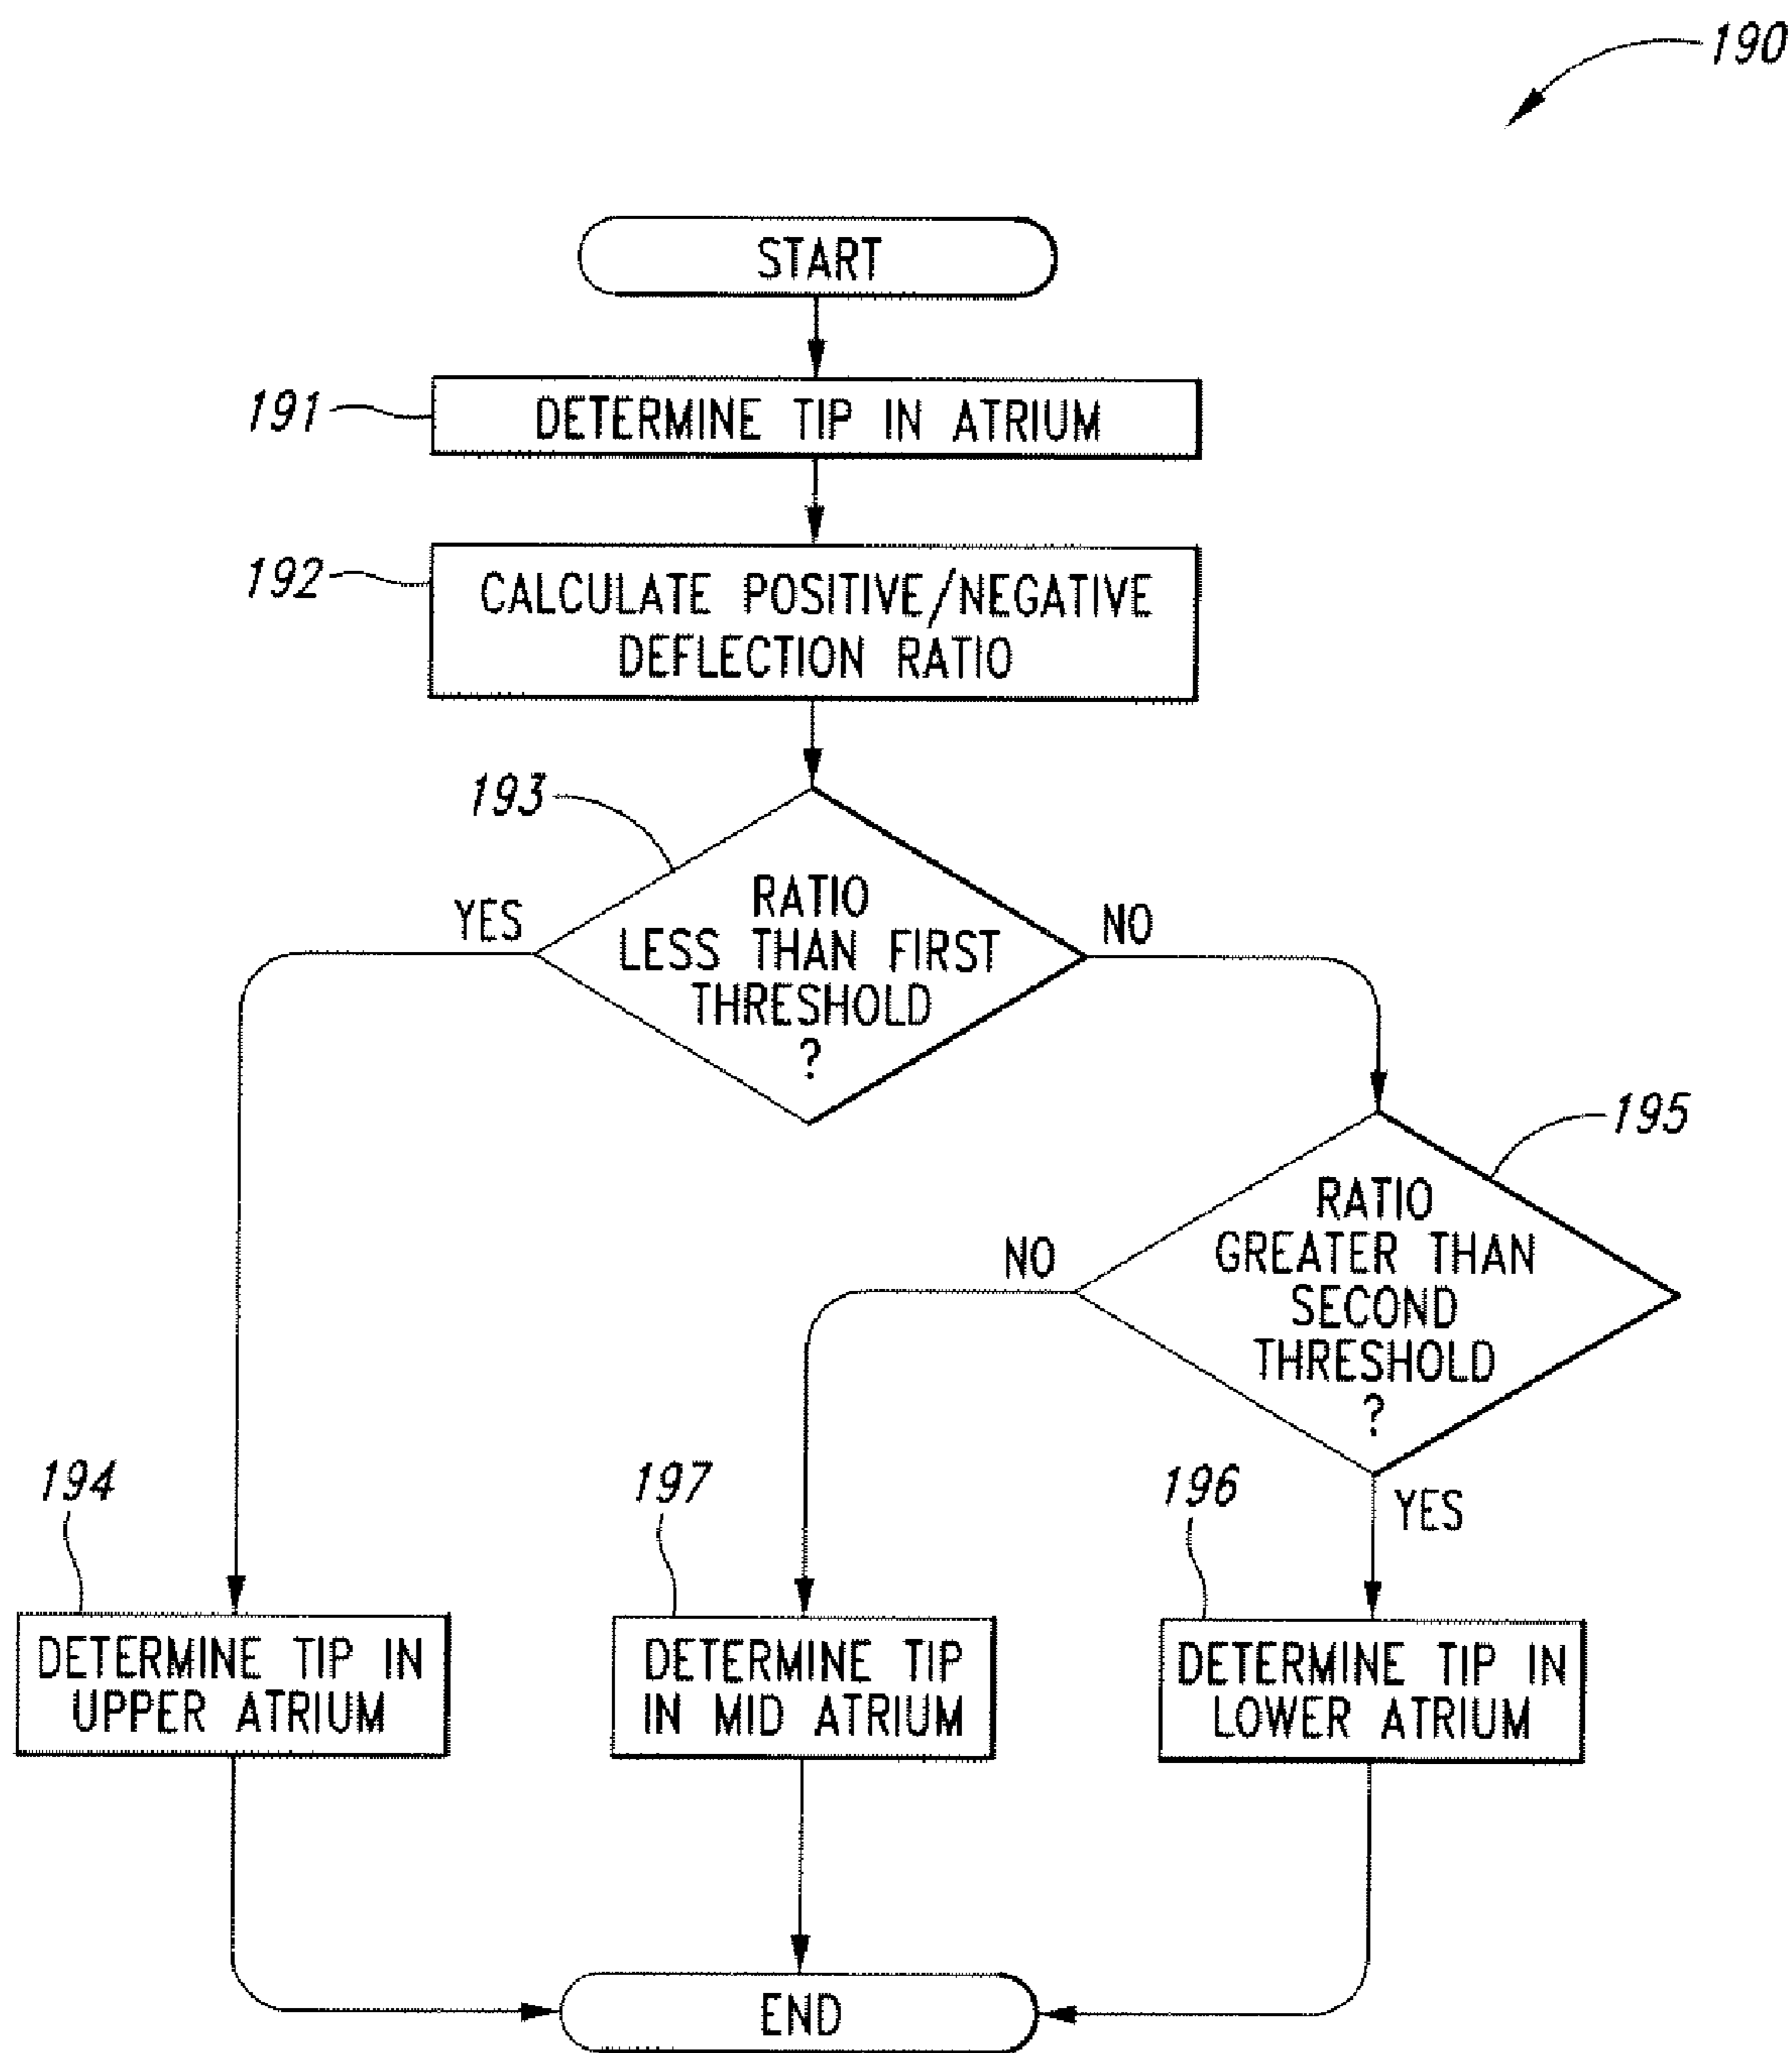 190
START
191
DETERMINE TIP IN ATRIUM
192
CALCULATE POSITIVE/NEGATIVE
DEFLECTION RATIO
193
YES
RATIO
LESS THAN FIRST
THRESHOLD
?
NO
195
RATIO
GREATER THAN
SECOND
THRESHOLD
?
NO
YES
194
DETERMINE TIP IN
UPPER ATRIUM
197
DETERMINE TIP
IN MID ATRIUM
196
DETERMINE TIP IN
LOWER ATRIUM
END